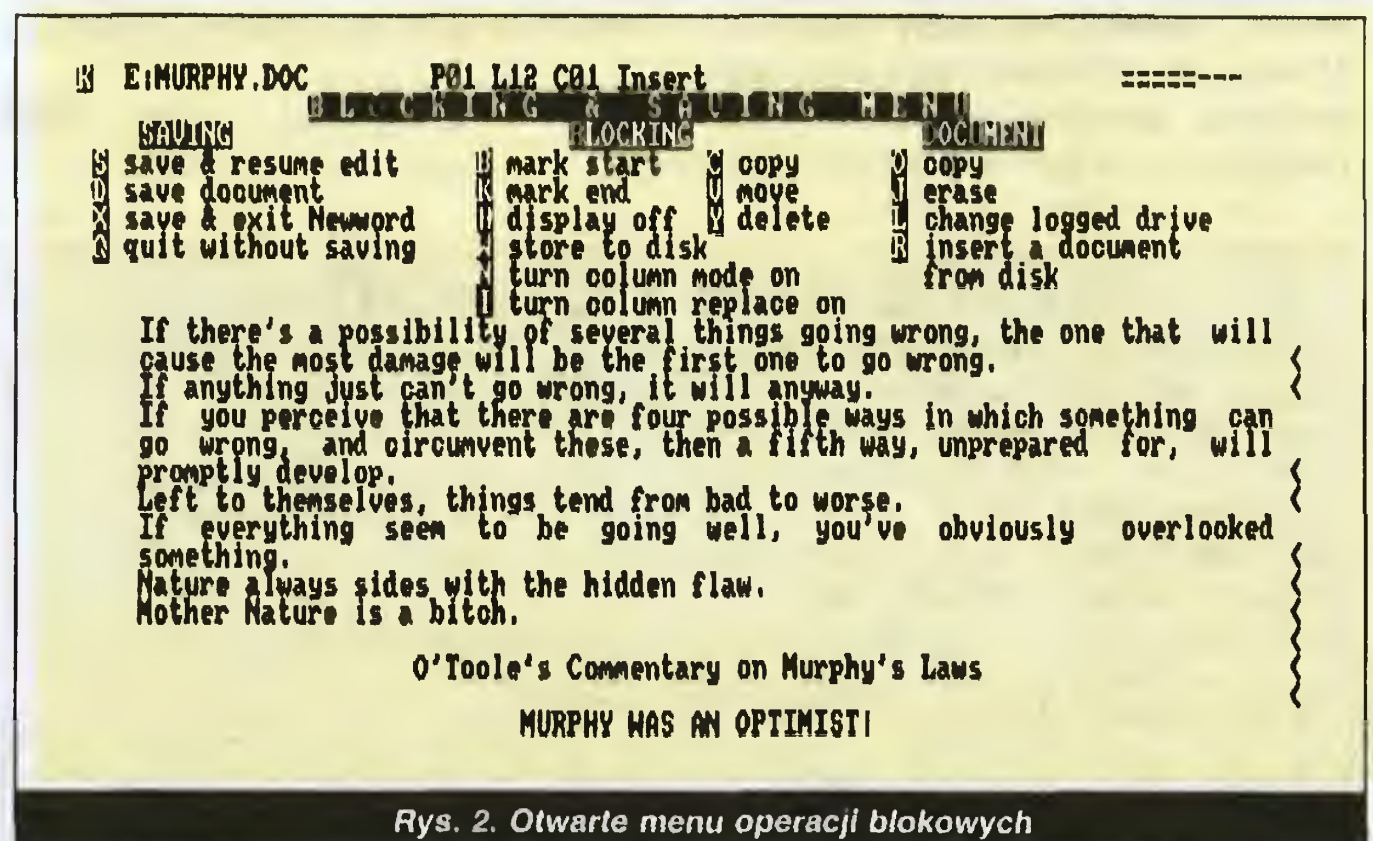 K E:MURPHY.DOC P01 L12 C01 Insert =====---
BLOCKING & SAVING MENU
SAVING BLOCKING DOCUMENT
S save & resume edit B mark start C copy O copy
D save document K mark end V move J erase
X save & exit Newword H display off Y delete L change logged drive
Q quit without saving W store to disk R insert a document
N turn column mode on from disk
I turn column replace on
If there's a possibility of several things going wrong, the one that will
cause the most damage will be the first one to go wrong. <
If anything just can't go wrong, it will anyway. <
If you perceive that there are four possible ways in which something can
go wrong, and circumvent these, then a fifth way, unprepared for, will
promptly develop. <
Left to themselves, things tend from bad to worse. <
If everything seem to be going well, you've obviously overlooked
something. <
Nature always sides with the hidden flaw. <
Mother Nature is a bitch. <
<
O'Toole's Commentary on Murphy's Laws <
<
MURPHY WAS AN OPTIMIST!
Rys. 2. Otwarte menu operacji blokowych